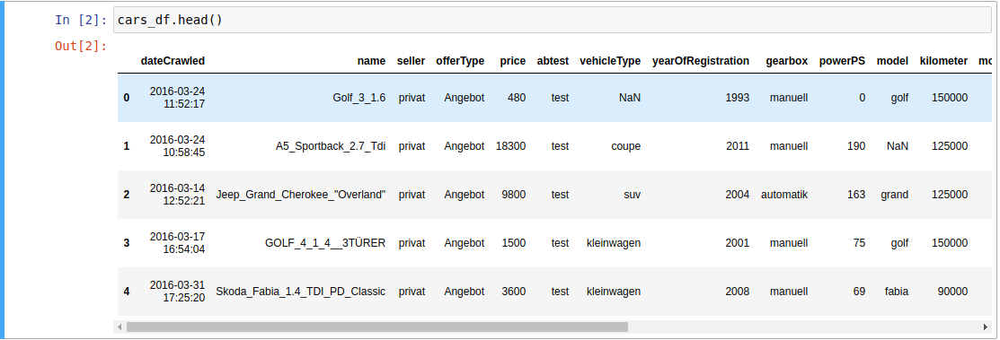 In [2]: cars_df.head()
Out[2]:
dateCrawled name seller offerType price abtest vehicleType yearOfRegistration gearbox powerPS model kilometer mo
0 2016-03-24 11:52:17 Golf_3_1.6 privat Angebot 480 test NaN 1993 manuell 0 golf 150000
1 2016-03-24 10:58:45 A5_Sportback_2.7_Tdi privat Angebot 18300 test coupe 2011 manuell 190 NaN 125000
2 2016-03-14 12:52:21 Jeep_Grand_Cherokee_"Overland" privat Angebot 9800 test suv 2004 automatik 163 grand 125000
3 2016-03-17 16:54:04 GOLF_4_1_4__3TÜRER privat Angebot 1500 test kleinwagen 2001 manuell 75 golf 150000
4 2016-03-31 17:25:20 Skoda_Fabia_1.4_TDI_PD_Classic privat Angebot 3600 test kleinwagen 2008 manuell 69 fabia 90000